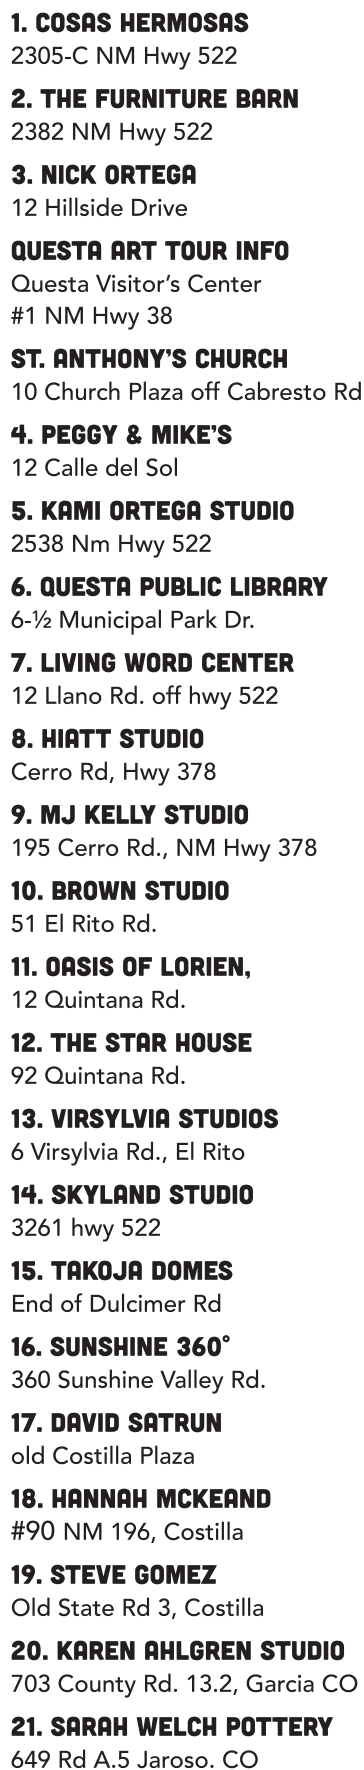 1. COSAS HERMOSAS
2305-C NM Hwy 522
2. THE FURNITURE BARN
2382 NM Hwy 522
3. NICK ORTEGA
12 Hillside Drive
QUESTA ART TOUR INFO
Questa Visitor’s Center
#1 NM Hwy 38
ST. ANTHONY’S CHURCH
10 Church Plaza off Cabresto Rd
4. PEGGY & MIKE’S
12 Calle del Sol
5. KAMI ORTEGA STUDIO
2538 Nm Hwy 522
6. QUESTA PUBLIC LIBRARY
6-½ Municipal Park Dr.
7. LIVING WORD CENTER
12 Llano Rd. off hwy 522
8. HIATT STUDIO
Cerro Rd, Hwy 378
9. MJ KELLY STUDIO
195 Cerro Rd., NM Hwy 378
10. BROWN STUDIO
51 El Rito Rd.
11. OASIS OF LORIEN,
12 Quintana Rd.
12. THE STAR HOUSE
92 Quintana Rd.
13. VIRSYLVIA STUDIOS
6 Virsylvia Rd., El Rito
14. SKYLAND STUDIO
3261 hwy 522
15. TAKOJA DOMES
End of Dulcimer Rd
16. SUNSHINE 360°
360 Sunshine Valley Rd.
17. DAVID SATRUN
old Costilla Plaza
18. HANNAH MCKEAND
#90 NM 196, Costilla
19. STEVE GOMEZ
Old State Rd 3, Costilla
20. KAREN AHLGREN STUDIO
703 County Rd. 13.2, Garcia CO
21. SARAH WELCH POTTERY
649 Rd A.5 Jaroso. CO